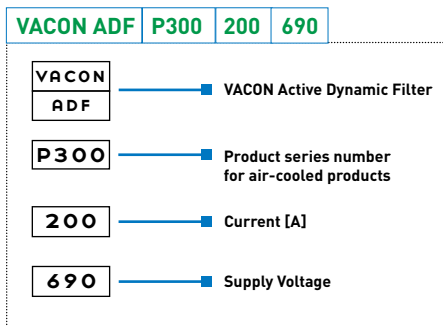 VACON ADF P300 200 690
VACON
ADF
VACON Active Dynamic Filter
P300
Product series number
for air-cooled products
200
Current [A]
690
Supply Voltage